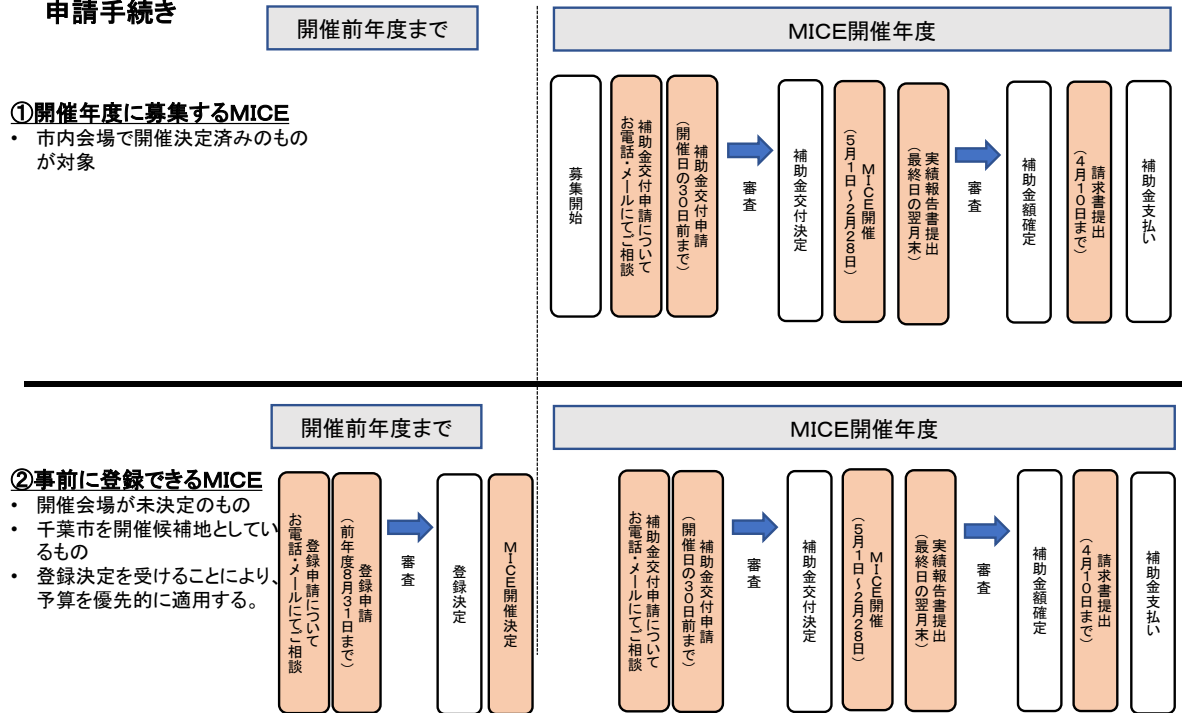 申請手続き
開催前年度まで
MICE開催年度
①開催年度に募集するMICE
• 市内会場で開催決定済みのもの
が対象
募集開始
補助金交付申請について
お電話・メールにてご相談
補助金交付申請
(開催日の30日前まで)
審査
補助金交付決定
MICE開催
(5月1日~2月28日)
実績報告書提出
(最終日の翌月末)
審査
補助金額確定
請求書提出
(4月10日まで)
補助金支払い
開催前年度まで
MICE開催年度
②事前に登録できるMICE
• 開催会場が未決定のもの
• 千葉市を開催候補地としてい
るもの
• 登録決定を受けることにより、
予算を優先的に適用する。
登録申請について
お電話・メールにてご相談
登録申請
(前年度8月31日まで)
審査
登録決定
MICE開催決定
補助金交付申請について
お電話・メールにてご相談
補助金交付申請
(開催日の30日前まで)
審査
補助金交付決定
MICE開催
(5月1日~2月28日)
実績報告書提出
(最終日の翌月末)
審査
補助金額確定
請求書提出
(4月10日まで)
補助金支払い